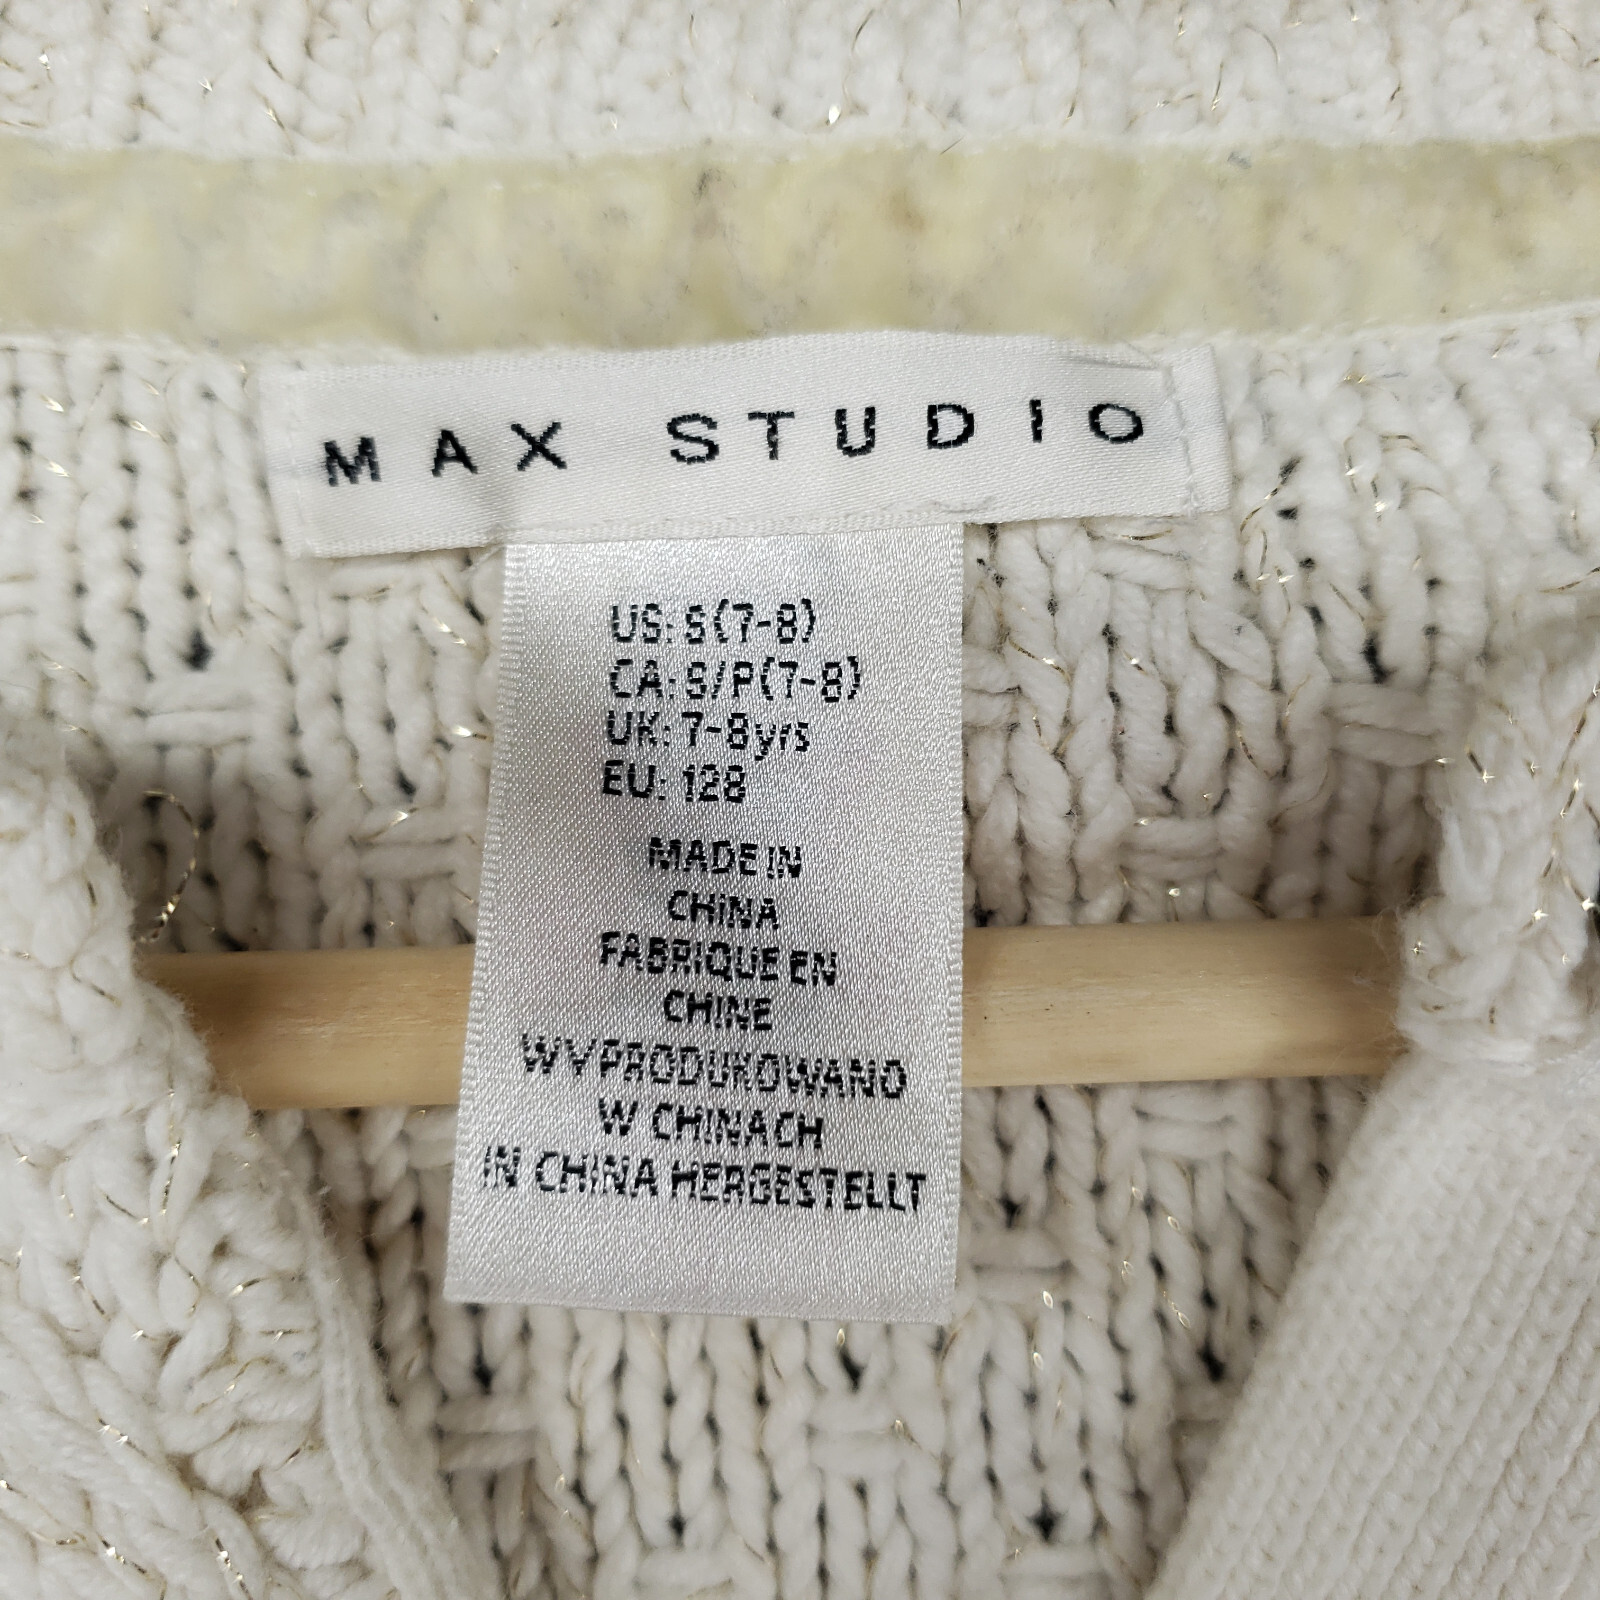 MAX STUDIO
US: S(7-8)
CA: S/P(7-8)
UK: 7-8yrs
EU: 128
MADE IN
CHINA
FABRIQUE EN
CHINE
WYPRODUKOWANO
W CHINACH
IN CHINA HERGESTELLT